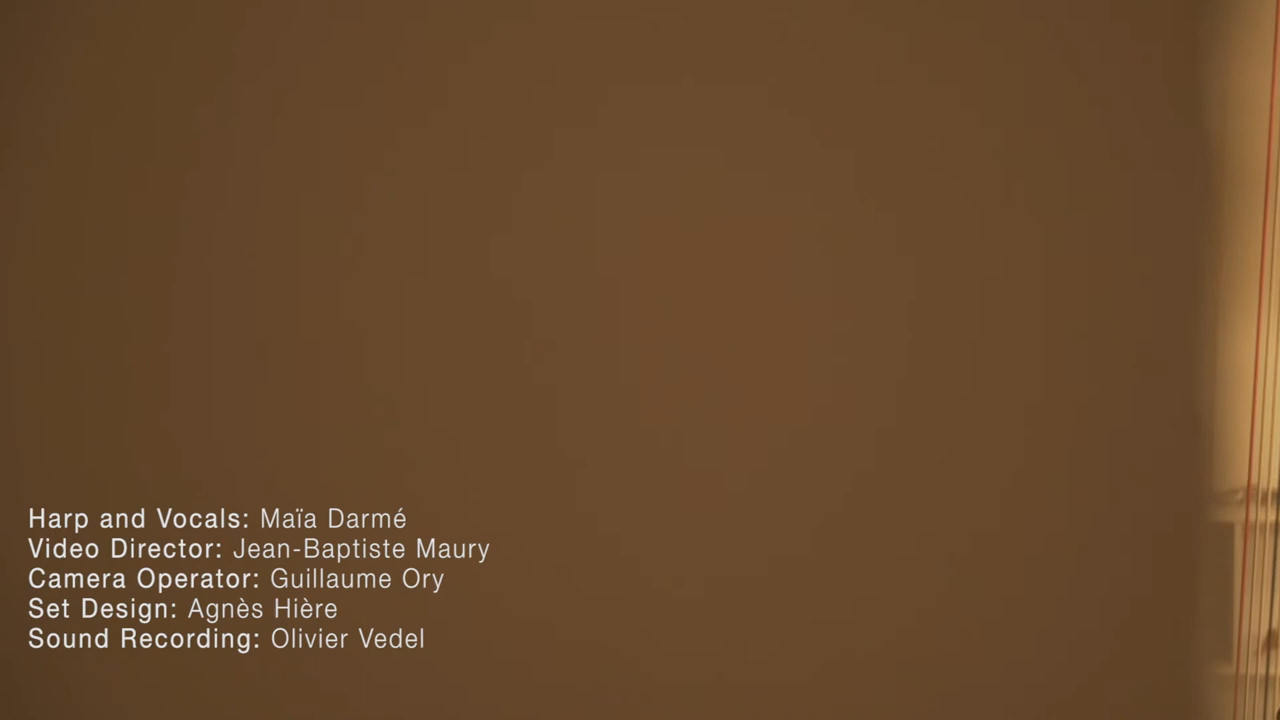 Harp and Vocals: Maïa Darmé
Video Director: Jean-Baptiste Maury
Camera Operator: Guillaume Ory
Set Design: Agnès Hière
Sound Recording: Olivier Vedel